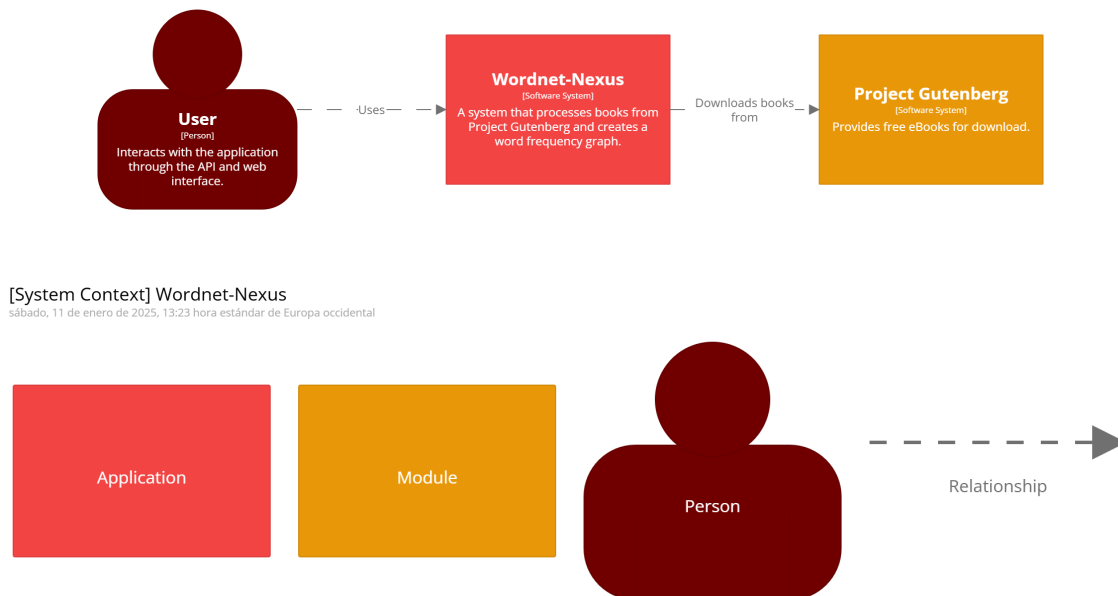 User
[Person]
Interacts with the application
through the API and web
interface.
Uses
Wordnet-Nexus
[Software System]
A system that processes books from
Project Gutenberg and creates a
word frequency graph.
Downloads books
from
Project Gutenberg
[Software System]
Provides free eBooks for download.
[System Context] Wordnet-Nexus
sábado, 11 de enero de 2025, 13:23 hora estándar de Europa occidental
Application
Module
Person
Relationship